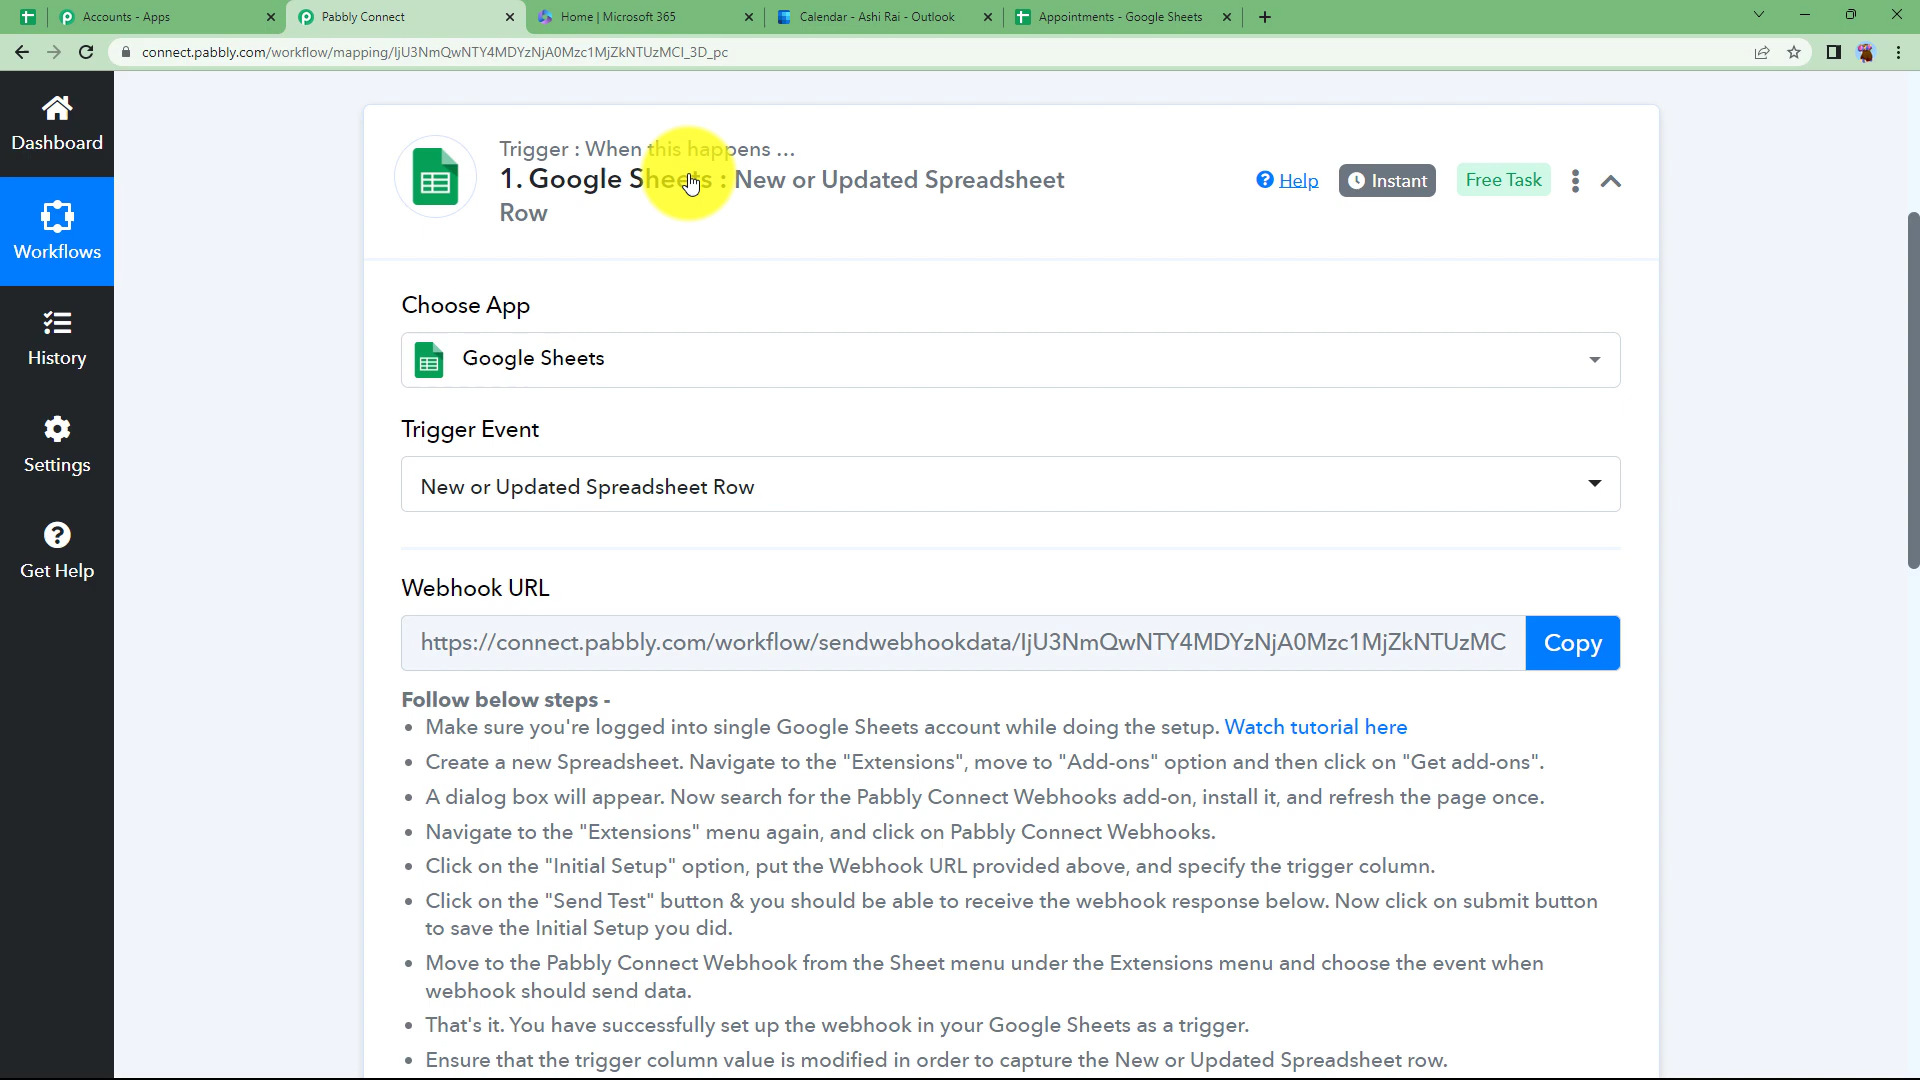 Accounts - Apps
Pabbly Connect
Home | Microsoft 365
Calendar - Ashi Rai - Outlook
Appointments - Google Sheets
connect.pabbly.com/workflow/mapping/IjU3NmQwNTY4MDYzNjA0Mzc1MjZkNTUzMCI_3D_pc
Dashboard
Workflows
History
Settings
Get Help
Trigger : When this happens ...
1. Google Sheets : New or Updated Spreadsheet
Row
Help
Instant
Free Task
Choose App
Google Sheets
Trigger Event
New or Updated Spreadsheet Row
Webhook URL
https://connect.pabbly.com/workflow/sendwebhookdata/IjU3NmQwNTY4MDYzNjA0Mzc1MjZkNTUzMC
Copy
Follow below steps -
• Make sure you're logged into single Google Sheets account while doing the setup. Watch tutorial here
• Create a new Spreadsheet. Navigate to the "Extensions", move to "Add-ons" option and then click on "Get add-ons".
• A dialog box will appear. Now search for the Pabbly Connect Webhooks add-on, install it, and refresh the page once.
• Navigate to the "Extensions" menu again, and click on Pabbly Connect Webhooks.
• Click on the "Initial Setup" option, put the Webhook URL provided above, and specify the trigger column.
• Click on the "Send Test" button & you should be able to receive the webhook response below. Now click on submit button
to save the Initial Setup you did.
• Move to the Pabbly Connect Webhook from the Sheet menu under the Extensions menu and choose the event when
webhook should send data.
• That's it. You have successfully set up the webhook in your Google Sheets as a trigger.
• Ensure that the trigger column value is modified in order to capture the New or Updated Spreadsheet row.